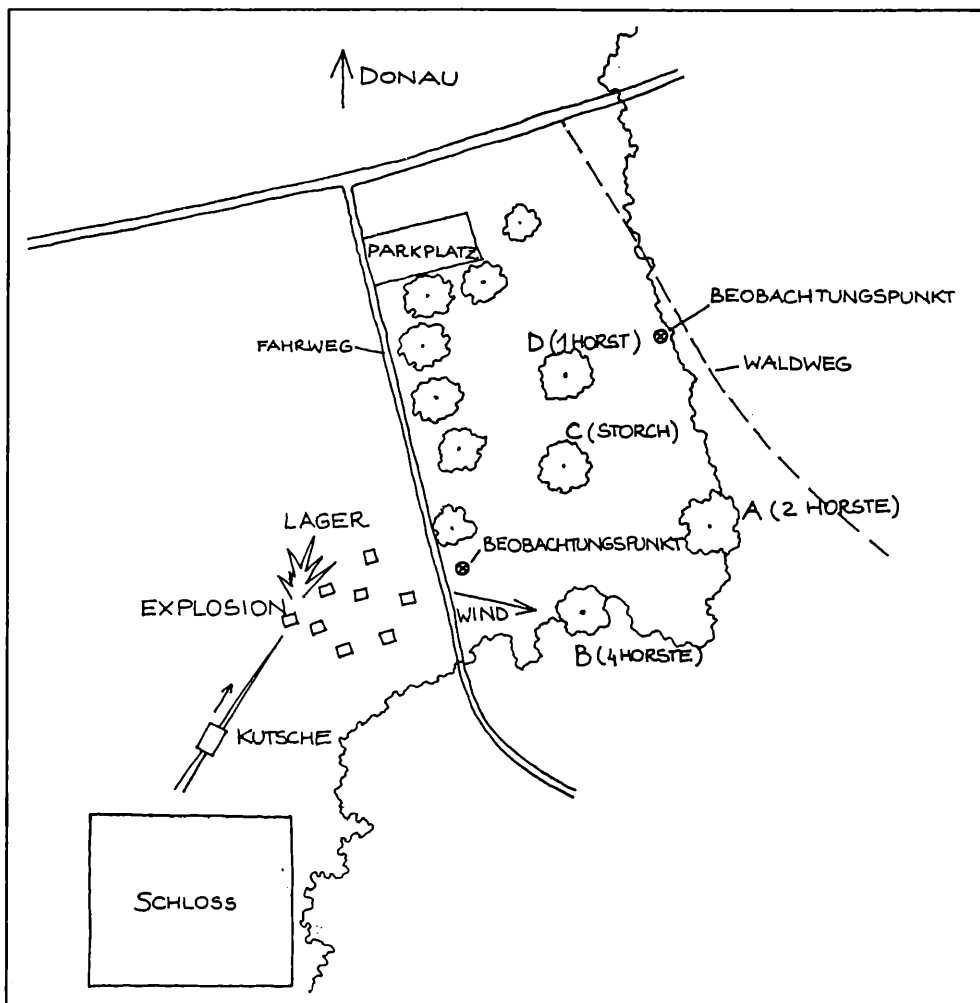 DONAU
PARKPLATZ
BEOBACHTUNGSPUNKT
FAHRWEG
D (1 HORST)
WALDWEG
C (STORCH)
A (2 HORSTE)
LAGER
BEOBACHTUNGSPUNKT
EXPLOSION
WIND
B (4 HORSTE)
KUTSCHE
SCHLOSS